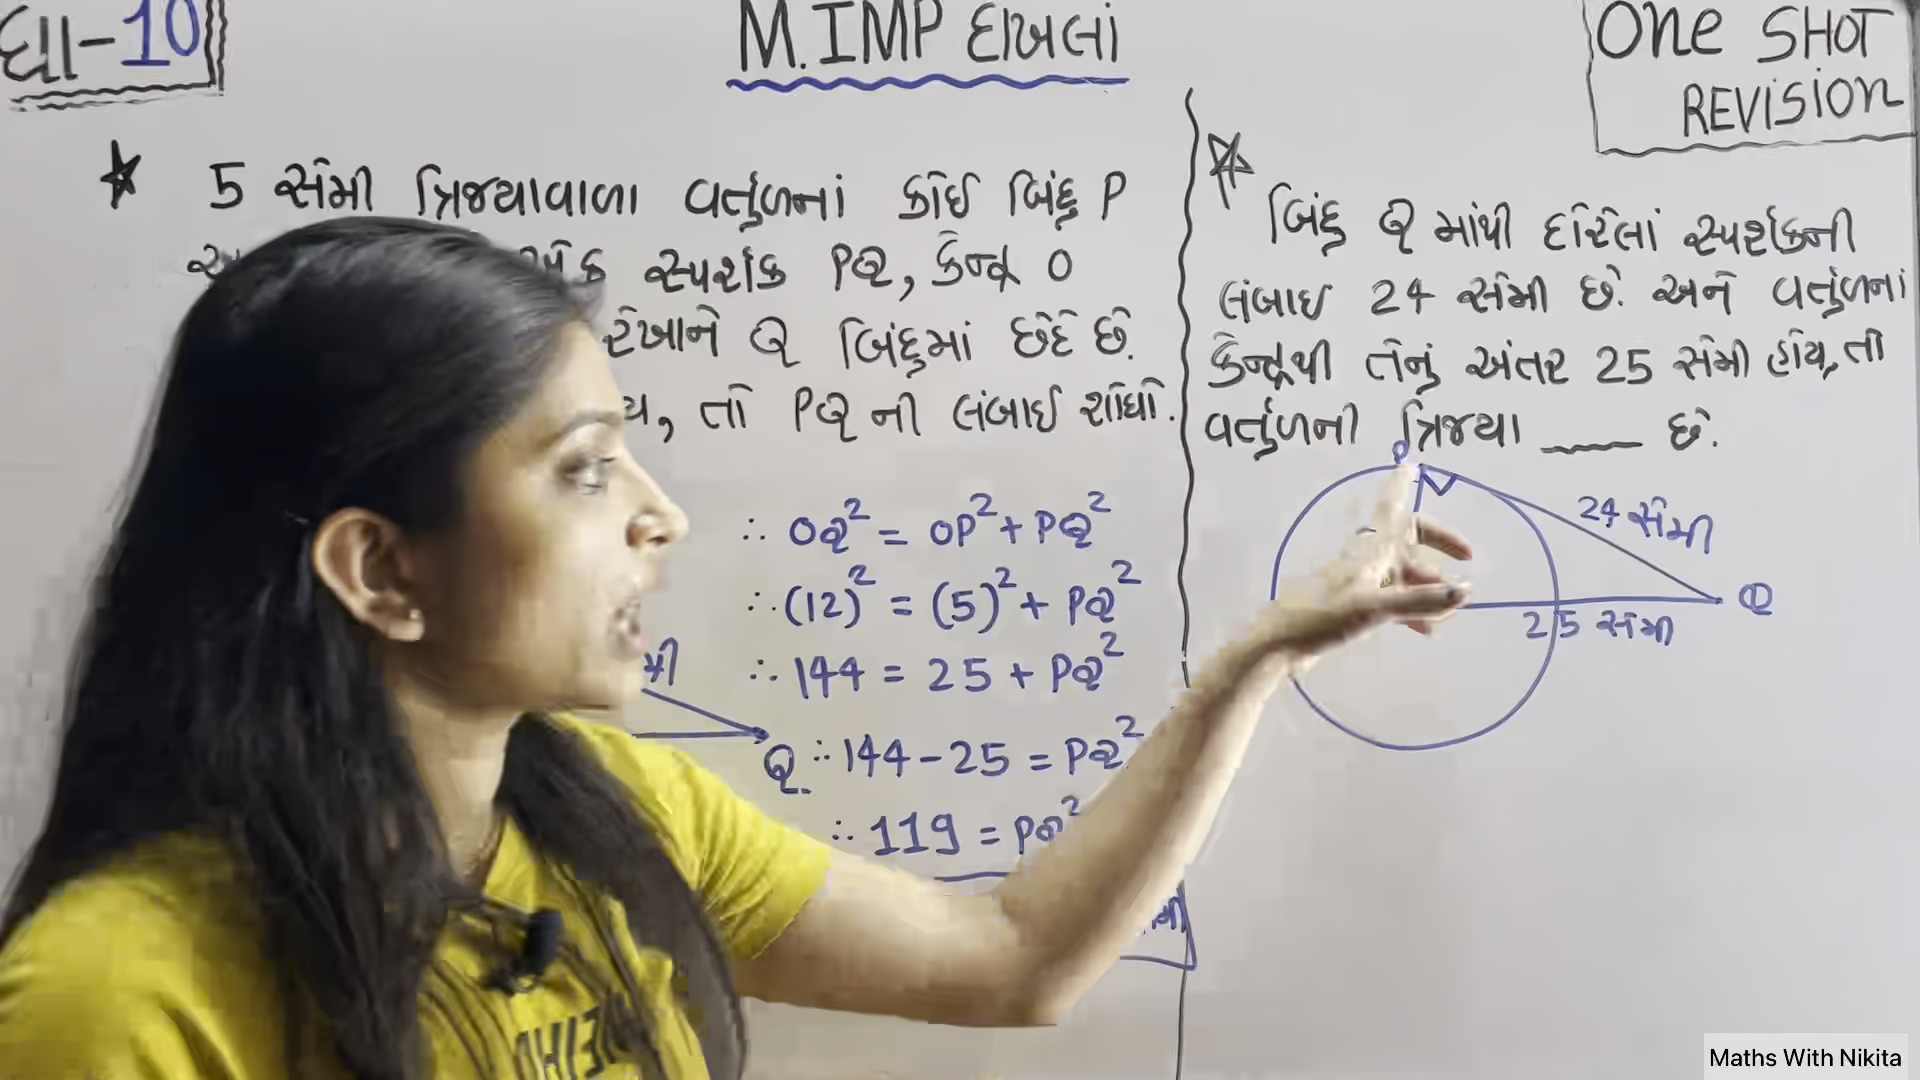 ધા-10
M. IMP દાખલાં
One SHOT
REVISION
5 સેમી ત્રિજ્યાવાળા વર્તુળનાં કોઈ બિંદુ P
એક સ્પર્શક PQ, કેન્દ્ર O
રેખાને Q બિંદુમાં છેદે છે.
, તો PQ ની લંબાઈ શોધો.
∴ OQ² = OP² + PQ²
∴ (12)² = (5)² + PQ²
∴ 144 = 25 + PQ²
Q
∴ 144 - 25 = PQ²
∴ 119 = PQ²
બિંદુ Q માંથી દોરેલાં સ્પર્શકની
લંબાઈ 24 સેમી છે. અને વર્તુળનાં
કેન્દ્રથી તેનું અંતર 25 સેમી હોય, તો
વર્તુળની ત્રિજ્યા ____ છે.
P
24 સેમી
Q
25 સેમી
Maths With Nikita